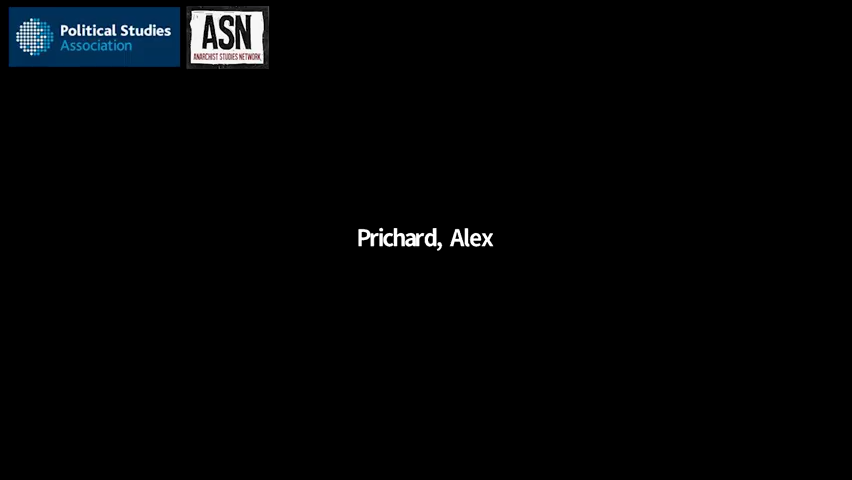 Political Studies
Association
ASN
ANARCHIST STUDIES NETWORK
Prichard, Alex